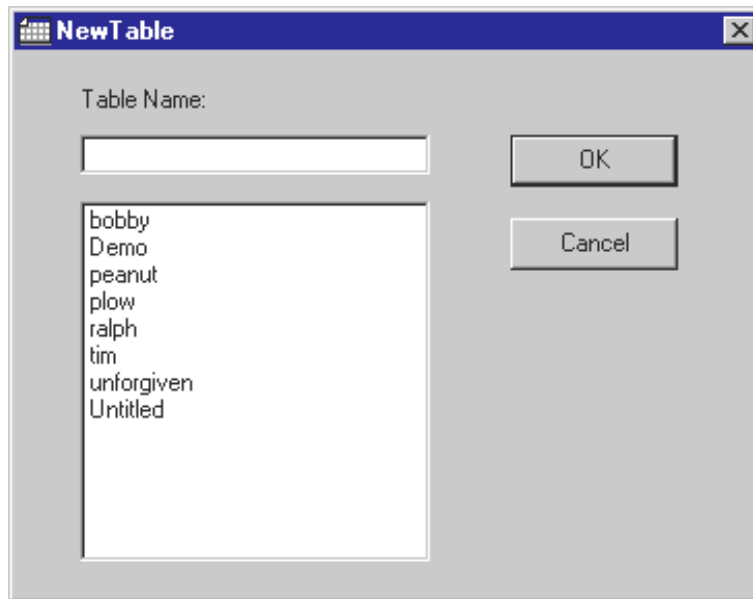 NewTable
Table Name:
OK
bobby
Demo
peanut
plow
ralph
tim
unforgiven
Untitled
Cancel